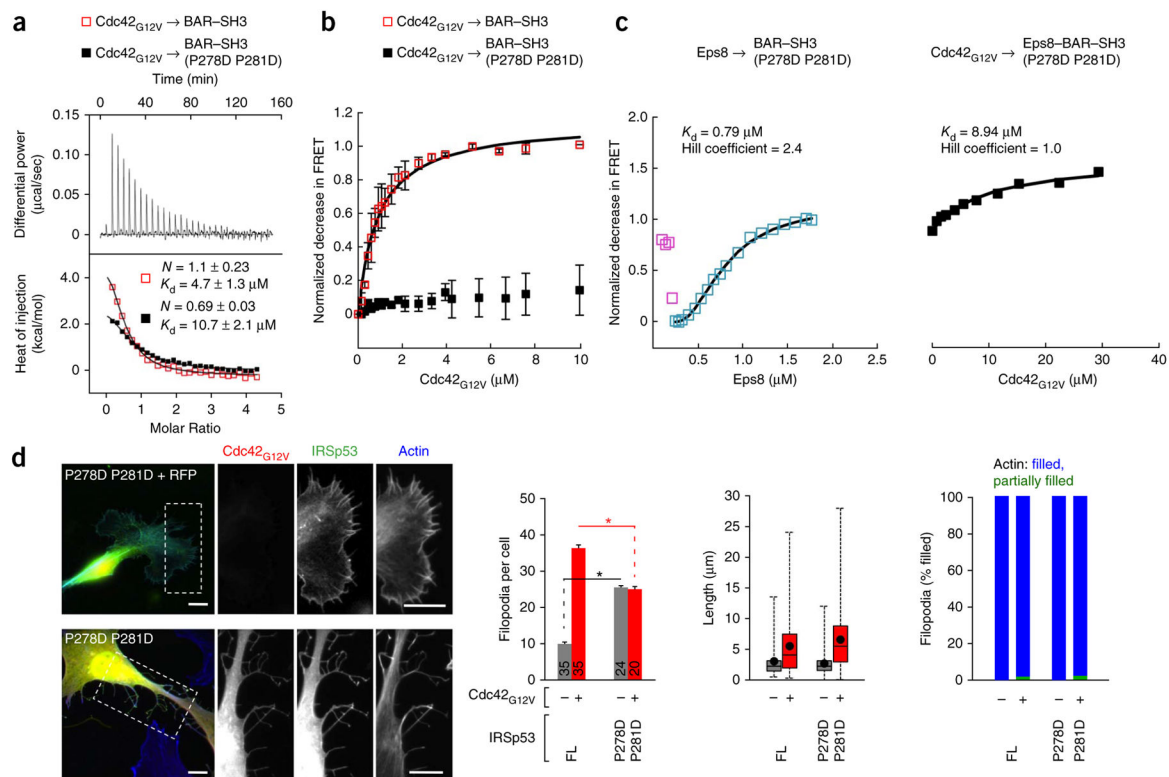 a
Cdc42G12V → BAR–SH3
Cdc42G12V → BAR–SH3
(P278D P281D)
Time (min)
0 40 80 120 160
0.15
0.10
0.05
0
Differential power
(µcal/sec)
4.0
2.0
0
Heat of injection
(kcal/mol)
N = 1.1 ± 0.23
Kd = 4.7 ± 1.3 µM
N = 0.69 ± 0.03
Kd = 10.7 ± 2.1 µM
0 1 2 3 4 5
Molar Ratio
b
Cdc42G12V → BAR–SH3
Cdc42G12V → BAR–SH3
(P278D P281D)
1.2
1.0
0.8
0.6
0.4
0.2
0
Normalized decrease in FRET
0 2 4 6 8 10
Cdc42G12V (µM)
c
Eps8 → BAR–SH3
(P278D P281D)
Kd = 0.79 µM
Hill coefficient = 2.4
2.0
1.5
1.0
0.5
0
Normalized decrease in FRET
0.5 1.0 1.5 2.0 2.5
Eps8 (µM)
Cdc42G12V → Eps8–BAR–SH3
(P278D P281D)
Kd = 8.94 µM
Hill coefficient = 1.0
0 10 20 30 40
Cdc42G12V (µM)
d
Cdc42G12V IRSp53 Actin
P278D P281D + RFP
P278D P281D
50
40
30
20
10
0
Filopodia per cell
*
*
35 35 24 20
Cdc42G12V – + – +
IRSp53 FL P278D P281D
30
25
20
15
10
5
0
Length (µm)
– + – +
FL P278D P281D
Actin: filled,
partially filled
100
80
60
40
20
0
Filopodia (% filled)
– + – +
FL P278D P281D